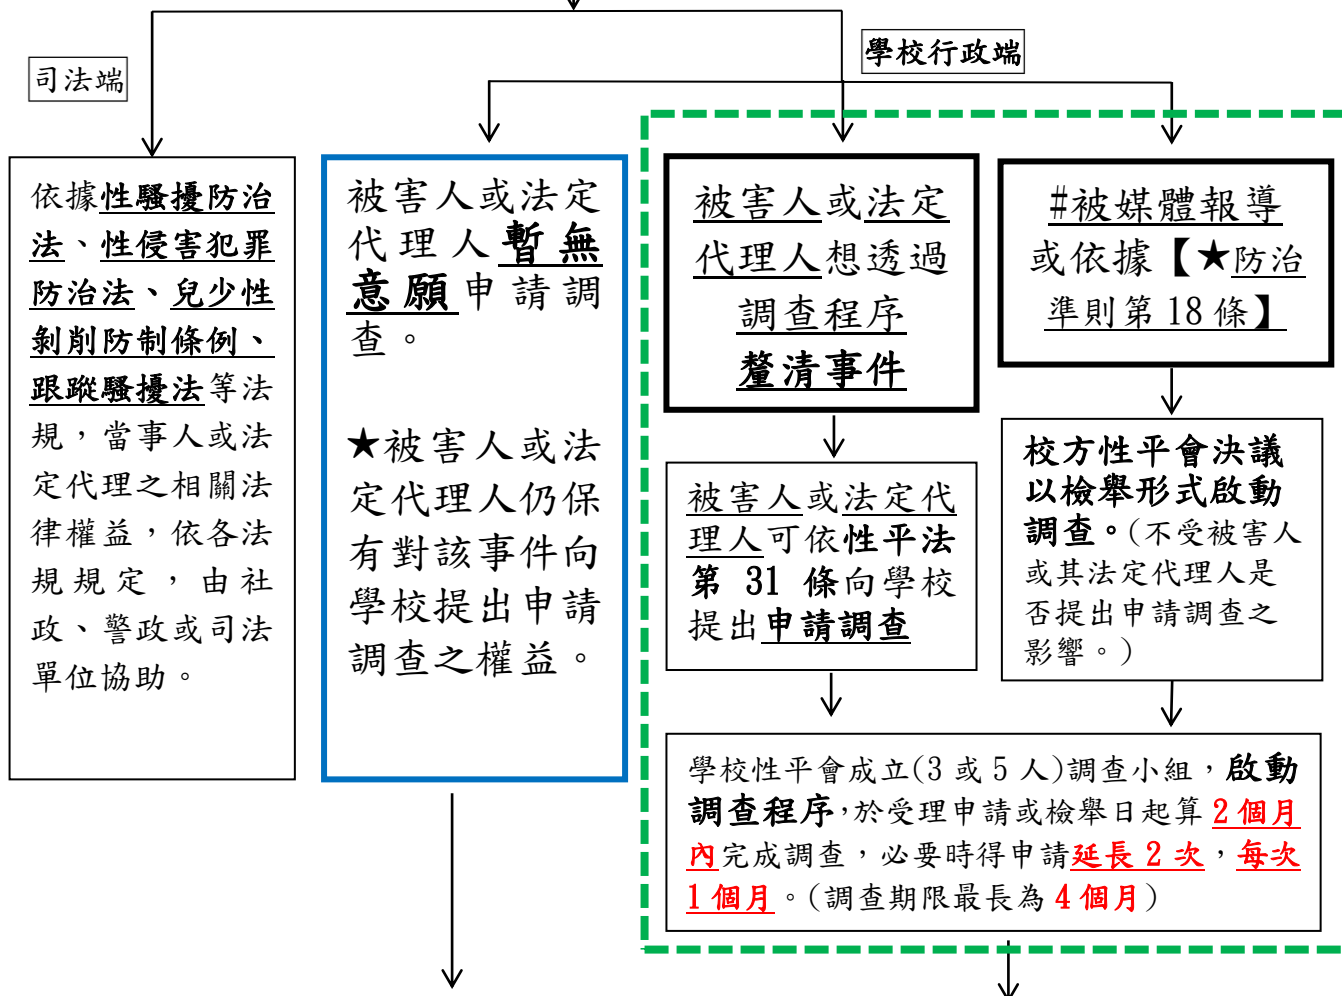 司法端
學校行政端
依據性騷擾防治
法、性侵害犯罪
防治法、兒少性
剝削防制條例、
跟蹤騷擾法等法
規，當事人或法
定代理之相關法
律權益，依各法
規規定，由社
政、警政或司法
單位協助。
被害人或法定
代理人暫無
意願申請調
查。
★被害人或法
定代理人仍保
有對該事件向
學校提出申請
調查之權益。
被害人或法定
代理人想透過
調查程序
釐清事件
被害人或法定代
理人可依性平法
第 31 條向學校
提出申請調查
#被媒體報導
或依據【★防治
準則第 18 條】
校方性平會決議
以檢舉形式啟動
調查。(不受被害人
或其法定代理人是
否提出申請調查之
影響。)
學校性平會成立(3 或 5 人)調查小組，啟動
調查程序，於受理申請或檢舉日起算 2 個月
內完成調查，必要時得申請延長 2 次，每次
1 個月。(調查期限最長為 4 個月)